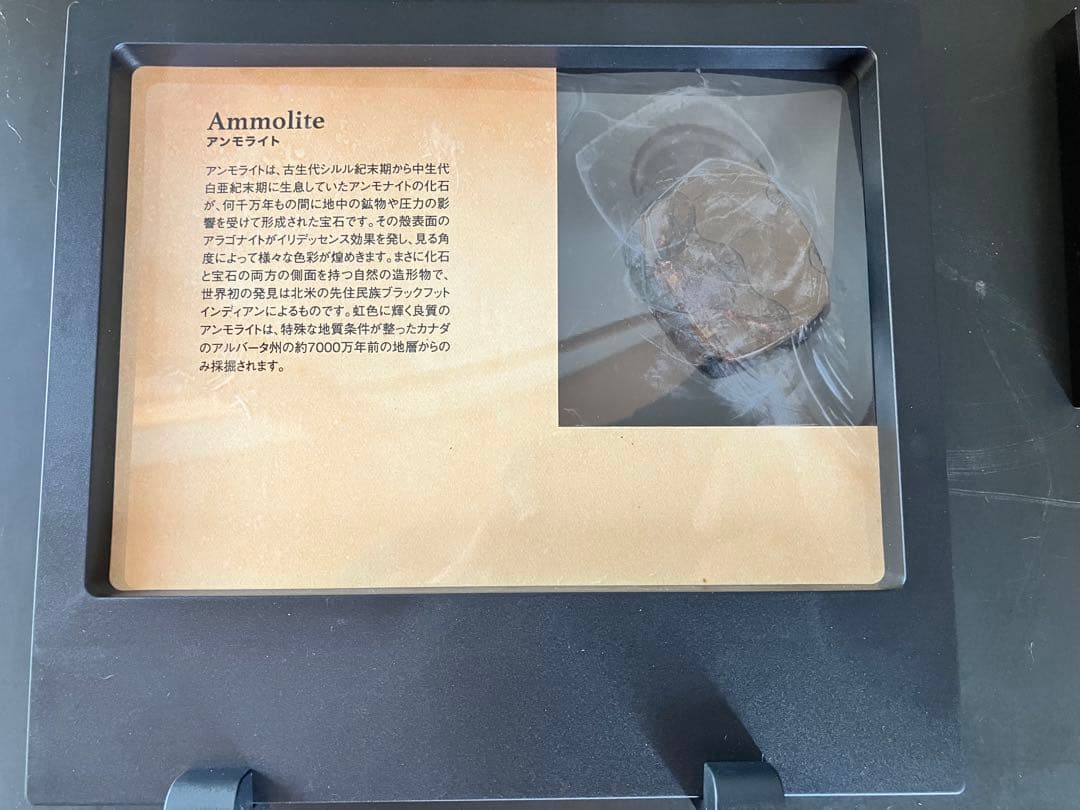 Ammolite
アンモライト
アンモライトは、古生代シルル紀末期から中生代
白亜紀末期に生息していたアンモナイトの化石
が、何千万年もの間に地中の鉱物や圧力の影
響を受けて形成された宝石です。その殻表面の
アラゴナイトがイリデッセンス効果を発し、見る角
度によって様々な色彩が煌めきます。まさに化石
と宝石の両方の側面を持つ自然の造形物で、
世界初の発見は北米の先住民族ブラックフット
インディアンによるものです。虹色に輝く良質の
アンモライトは、特殊な地質条件が整ったカナダ
のアルバータ州の約7000万年前の地層からの
み採掘されます。